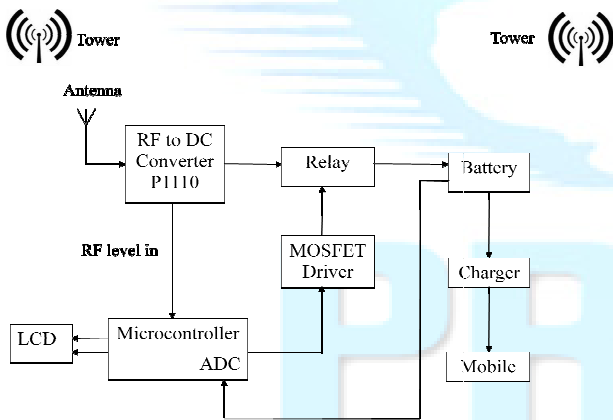 Tower
Tower
Antenna
RF to DC
Converter
P1110
Relay
Battery
RF level in
MOSFET
Driver
Charger
LCD
Microcontroller
ADC
Mobile